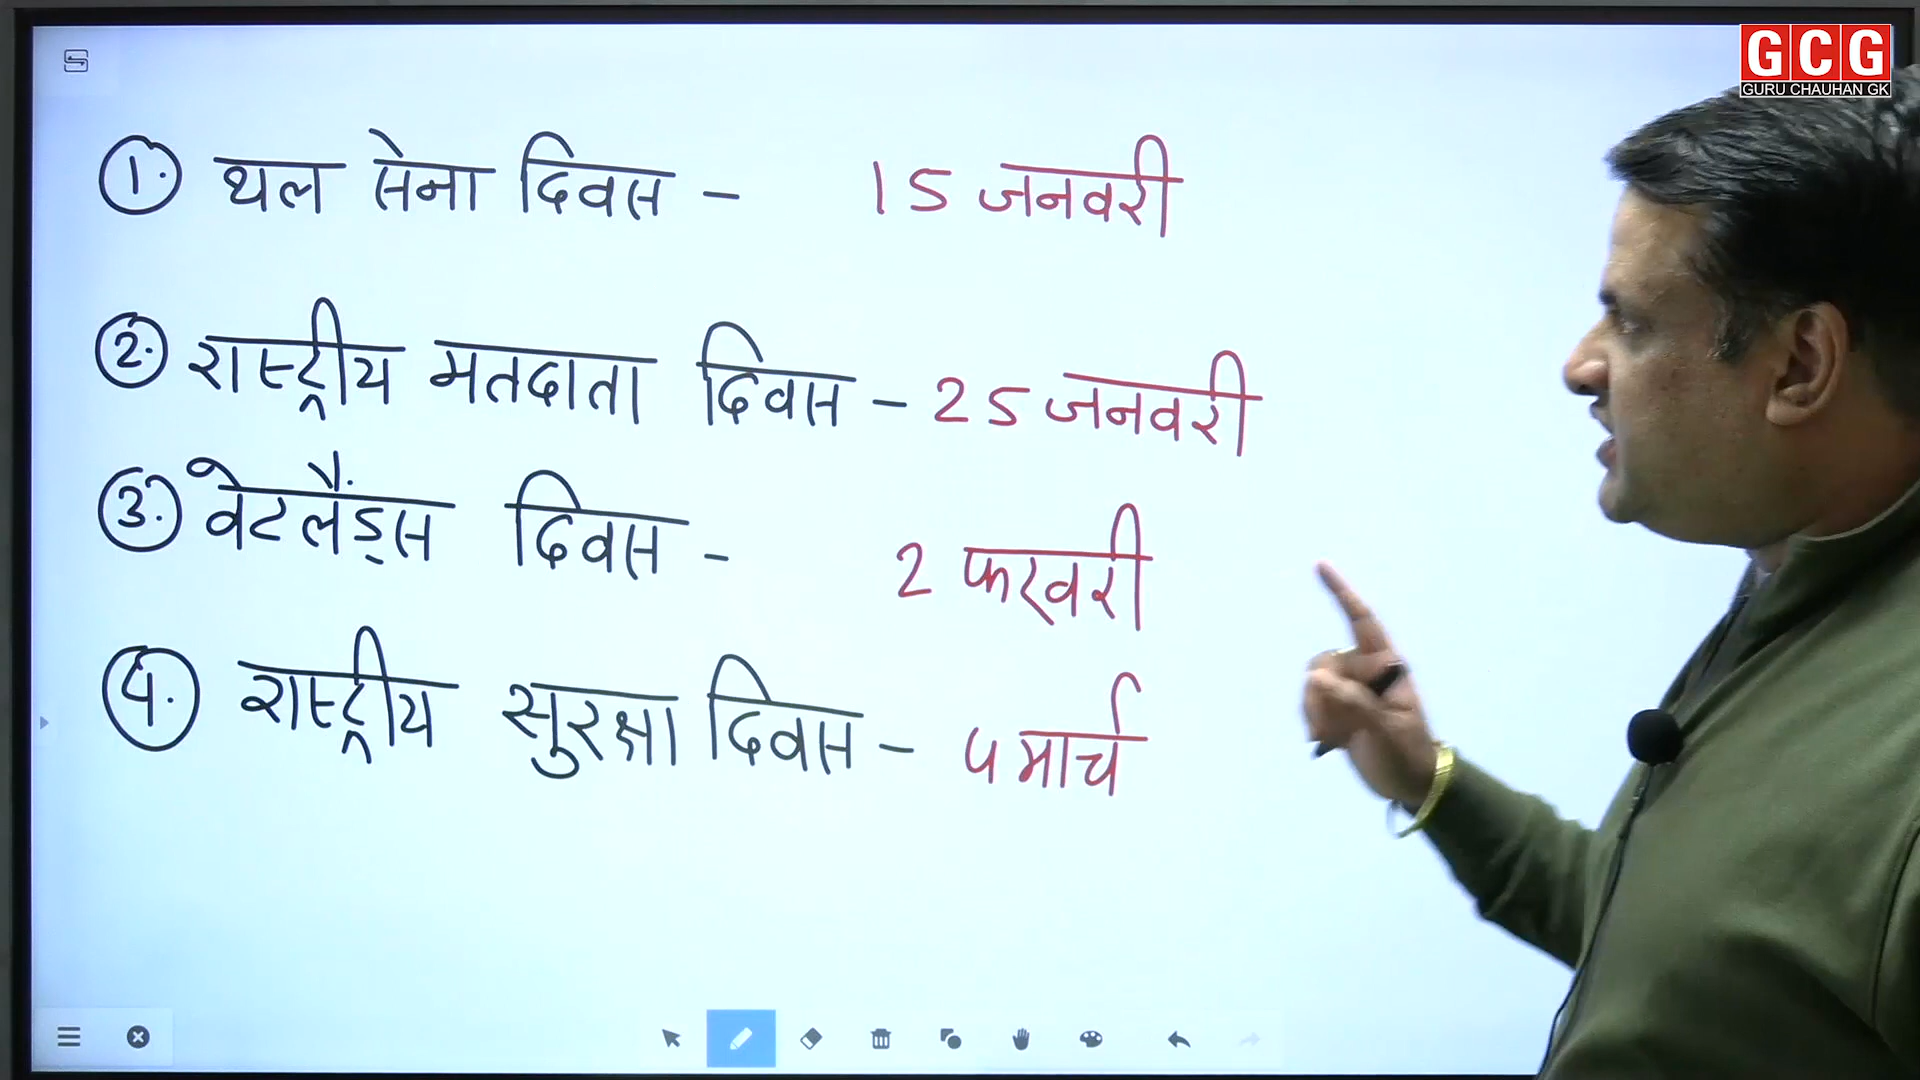 GCG
GURU CHAUHAN GK
1. थल सेना दिवस - 15 जनवरी
2. राष्ट्रीय मतदाता दिवस - 25 जनवरी
3. वेटलैंड्स दिवस - 2 फरवरी
4. राष्ट्रीय सुरक्षा दिवस - 4 मार्च